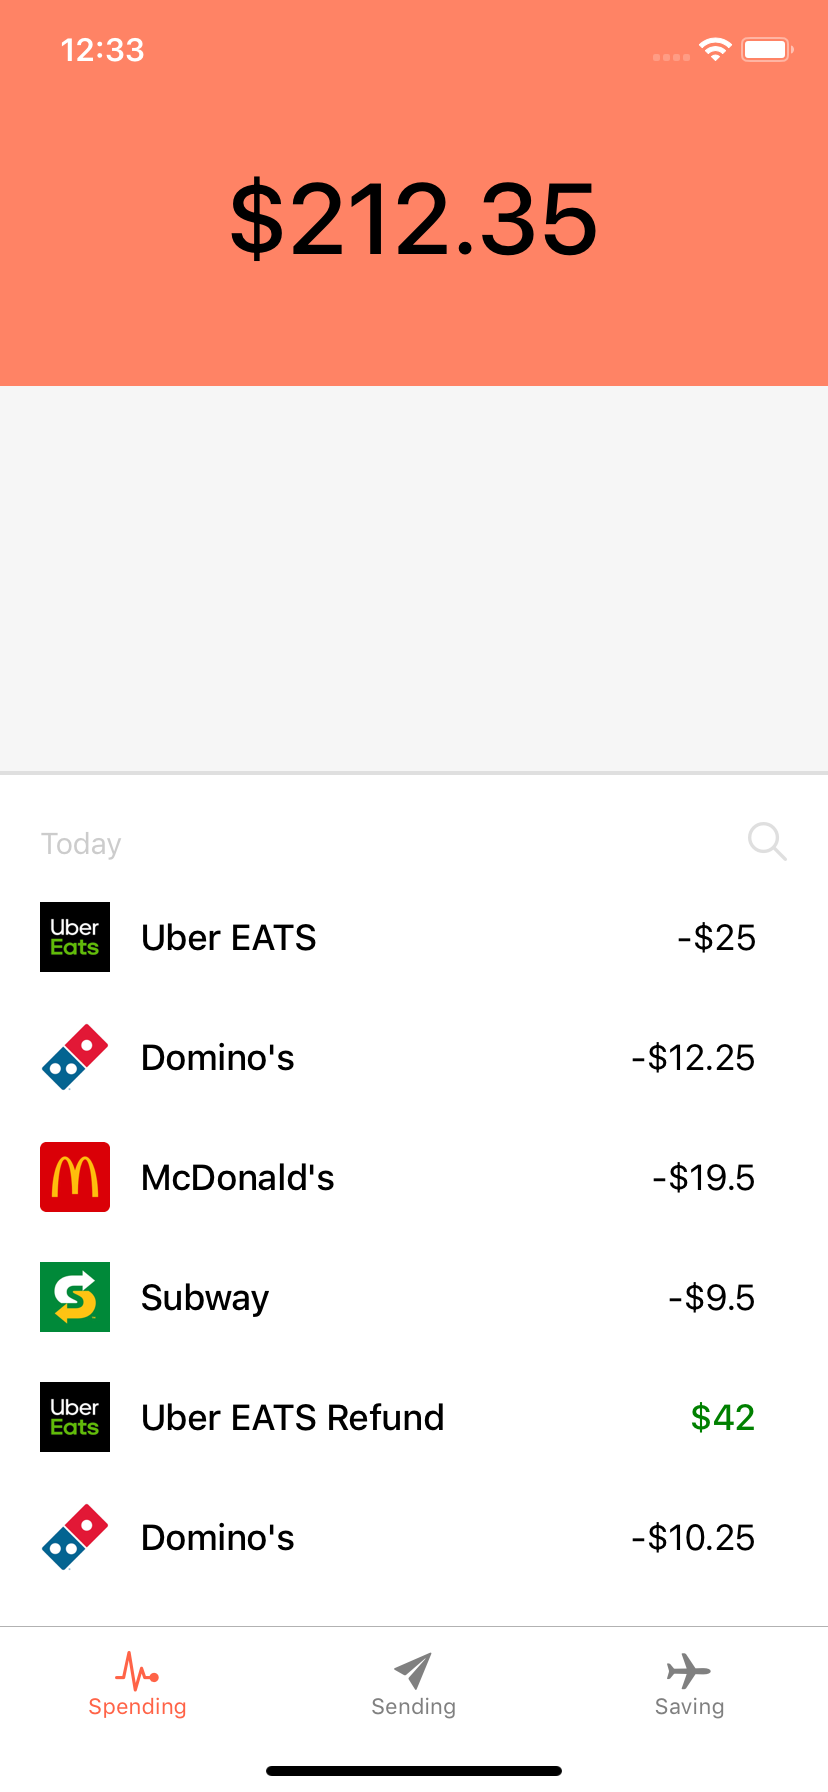 12:33
$212.35
Today
Uber Eats
Uber EATS
-$25
Domino's
-$12.25
McDonald's
-$19.5
Subway
-$9.5
Uber Eats
Uber EATS Refund
$42
Domino's
-$10.25
Spending
Sending
Saving